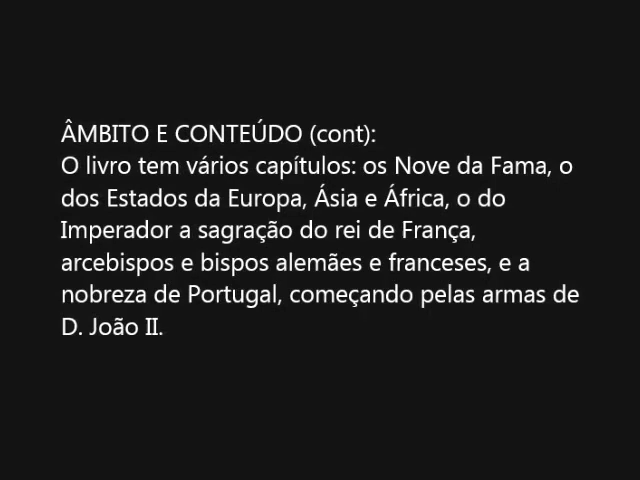 ÂMBITO E CONTEÚDO (cont):
O livro tem vários capítulos: os Nove da Fama, o
dos Estados da Europa, Ásia e África, o do
Imperador a sagração do rei de França,
arcebispos e bispos alemães e franceses, e a
nobreza de Portugal, começando pelas armas de
D. João II.